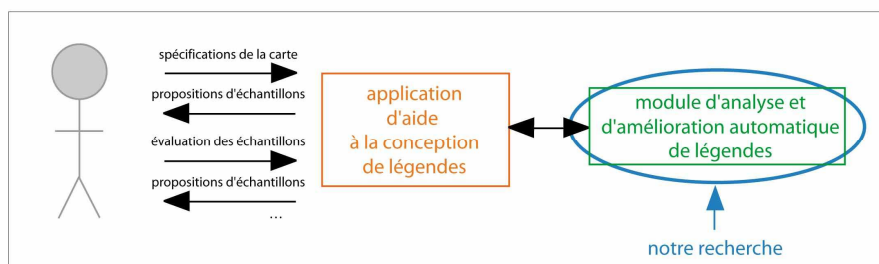 spécifications de la carte
propositions d'échantillons
évaluation des échantillons
propositions d'échantillons
...
application
d'aide
à la conception
de légendes
module d'analyse et
d'amélioration automatique
de légendes
notre recherche